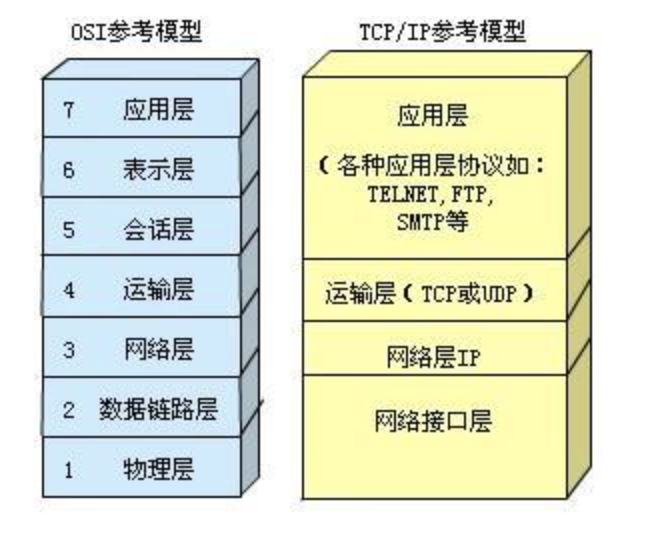 OSI参考模型
7 应用层
6 表示层
5 会话层
4 运输层
3 网络层
2 数据链路层
1 物理层
TCP/IP参考模型
应用层
(各种应用层协议如:
TELNET,FTP,
SMTP等
运输层(TCP或UDP)
网络层IP
网络接口层